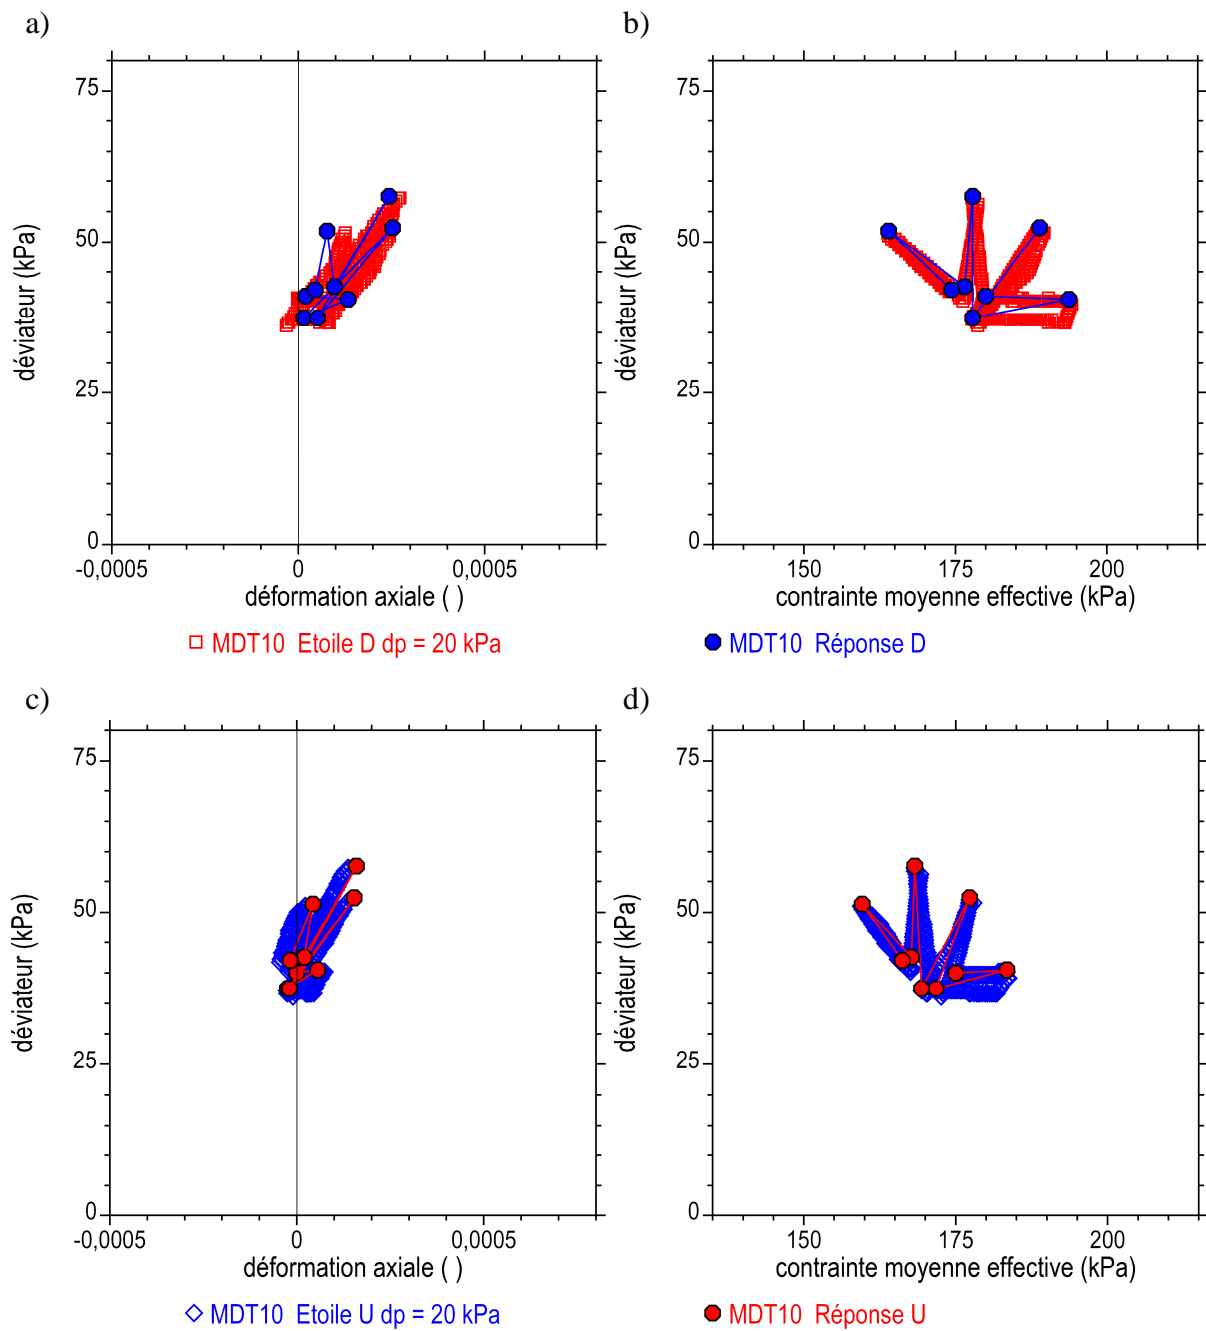 a)
b)
75
50
25
0
déviateur (kPa)
-0,0005
0
0,0005
déformation axiale ( )
75
50
25
0
déviateur (kPa)
150
175
200
contrainte moyenne effective (kPa)
MDT10 Etoile D dp = 20 kPa
MDT10 Réponse D
c)
d)
75
50
25
0
déviateur (kPa)
-0,0005
0
0,0005
déformation axiale ( )
75
50
25
0
déviateur (kPa)
150
175
200
contrainte moyenne effective (kPa)
MDT10 Etoile U dp = 20 kPa
MDT10 Réponse U